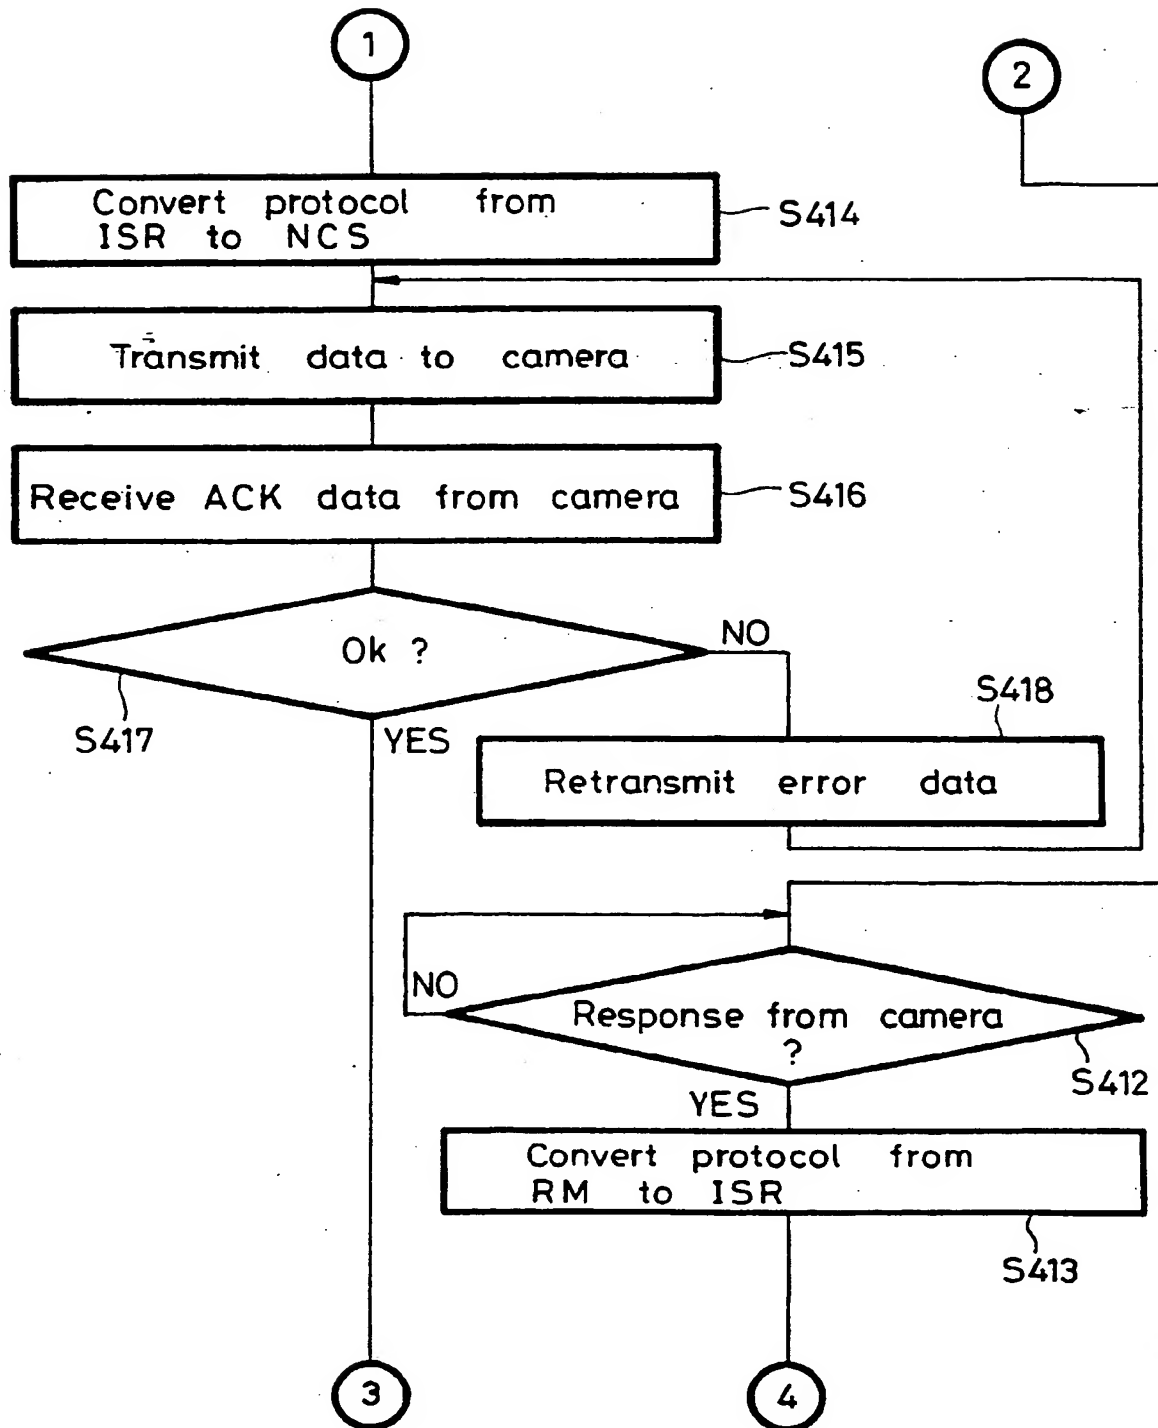 1
2
Convert protocol from
ISR to NCS
S414
Transmit data to camera
S415
Receive ACK data from camera
S416
Ok ?
NO
S417
YES
S418
Retransmit error data
NO
Response from camera
?
S412
YES
Convert protocol from
RM to ISR
S413
3
4